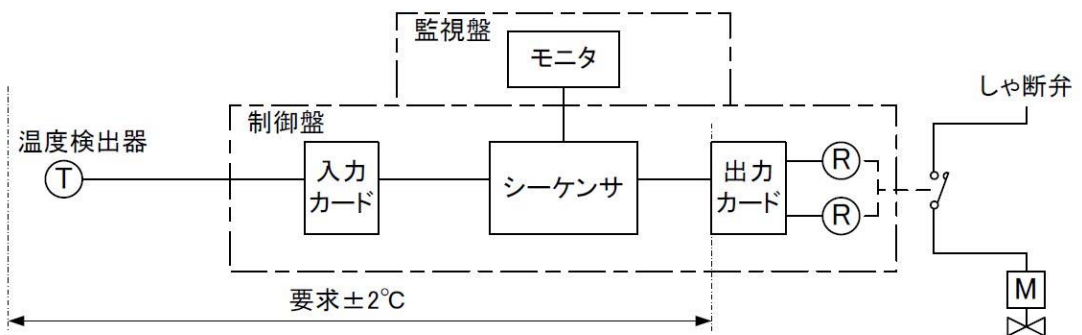 監視盤
モニタ
しゃ断弁
制御盤
温度検出器
T
入力
カード
シーケンサ
出力
カード
R
R
M
要求±2℃